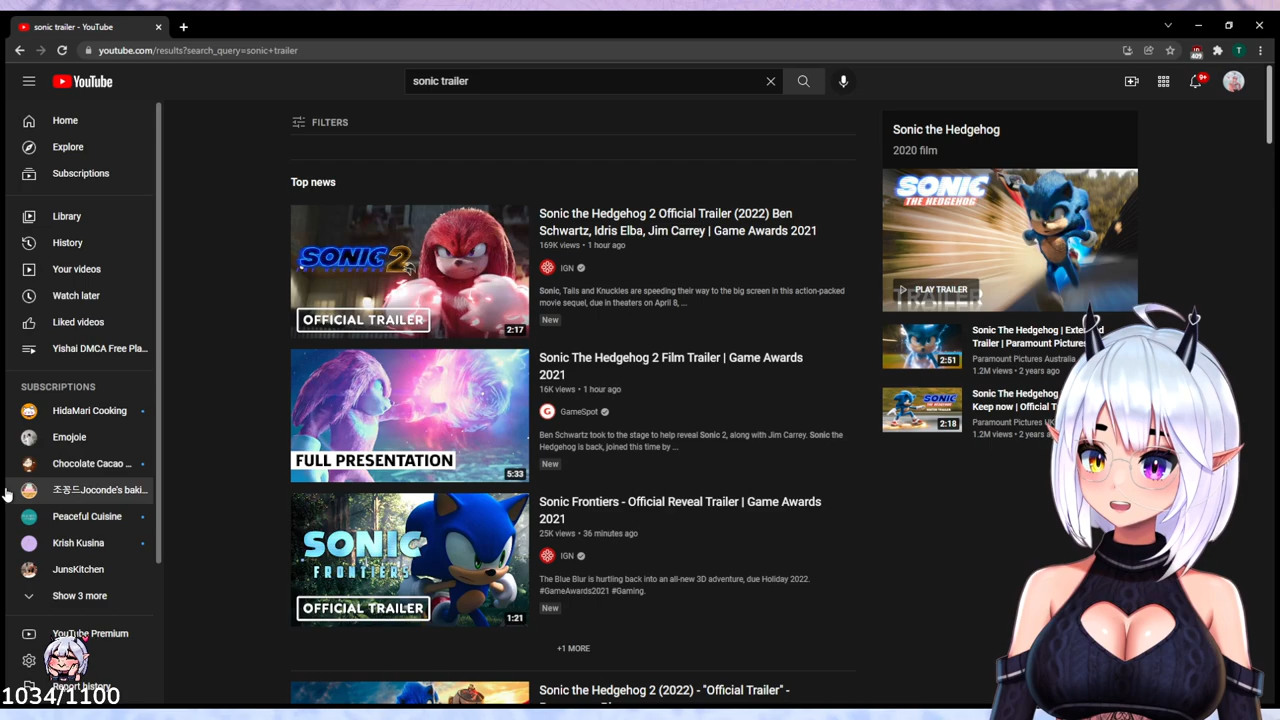 sonic trailer - YouTube
youtube.com/results?search_query=sonic+trailer
409
T
YouTube
sonic trailer
9+
Home
Explore
Subscriptions
Library
History
Your videos
Watch later
Liked videos
Yishai DMCA Free Pla...
SUBSCRIPTIONS
HidaMari Cooking
Emojoie
Chocolate Cacao ...
조꽁드Joconde's baki...
Peaceful Cuisine
Krish Kusina
JunsKitchen
Show 3 more
YouTube Premium
Report history
1034/1100
FILTERS
Top news
SONIC 2
OFFICIAL TRAILER
2:17
Sonic the Hedgehog 2 Official Trailer (2022) Ben
Schwartz, Idris Elba, Jim Carrey | Game Awards 2021
169K views • 1 hour ago
IGN
Sonic, Tails and Knuckles are speeding their way to the big screen in this action-packed
movie sequel, due in theaters on April 8, ...
New
FULL PRESENTATION
5:33
Sonic The Hedgehog 2 Film Trailer | Game Awards
2021
16K views • 1 hour ago
G
GameSpot
Ben Schwartz took to the stage to help reveal Sonic 2, along with Jim Carrey. Sonic the
Hedgehog is back, joined this time by ...
New
SONIC
FRONTIERS
OFFICIAL TRAILER
1:21
Sonic Frontiers - Official Reveal Trailer | Game Awards
2021
25K views • 36 minutes ago
IGN
The Blue Blur is hurtling back into an all-new 3D adventure, due Holiday 2022.
#GameAwards2021 #Gaming.
New
+1 MORE
Sonic the Hedgehog 2 (2022) - "Official Trailer" -
Sonic the Hedgehog
2020 film
SONIC
THE HEDGEHOG
PLAY TRAILER
TRAILER
2:51
Sonic The Hedgehog | Exte d
Trailer | Paramount Pictures
Paramount Pictures Australia
1.2M views • 2 years ago
2:18
Sonic The Hedgehog
Keep now | Official T
Paramount Pictures UK
1.2M views • 2 years ago